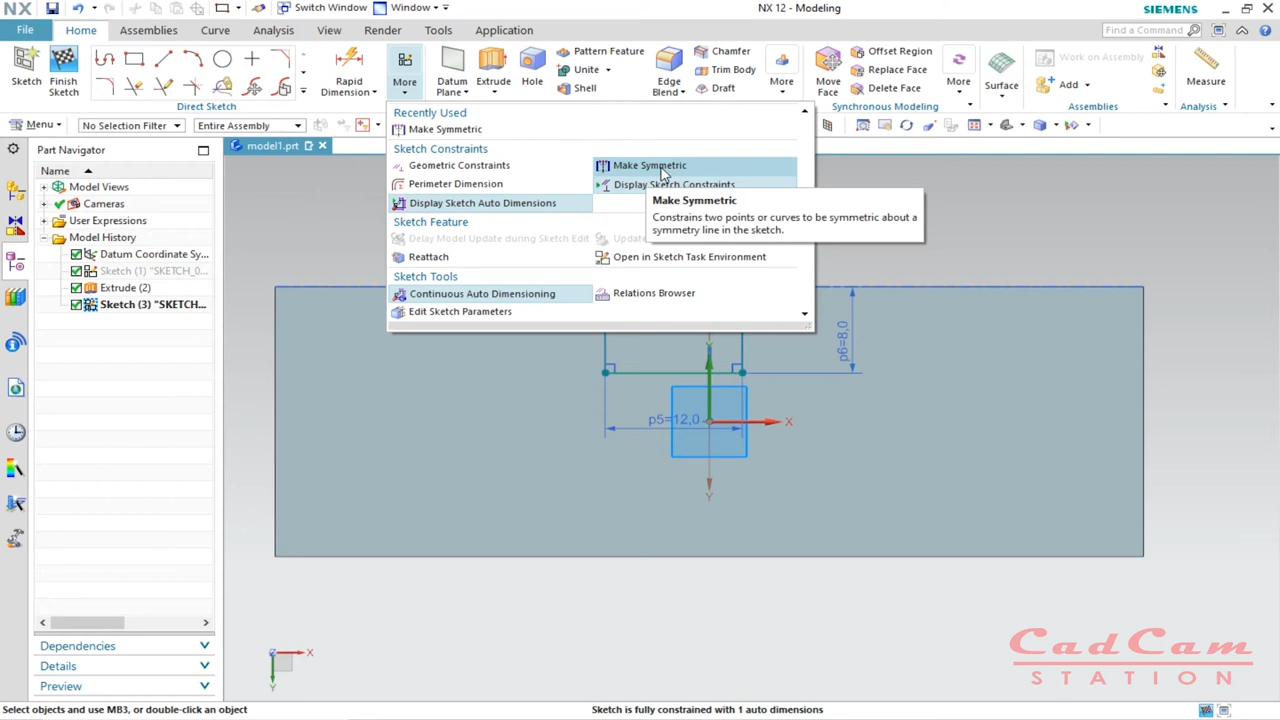 NX
Switch Window
Window
NX 12 - Modeling
SIEMENS
File
Home
Assemblies
Curve
Analysis
View
Render
Tools
Application
Find a Command
Sketch
Finish
Sketch
Direct Sketch
Rapid
Dimension
More
Datum
Plane
Extrude
Hole
Pattern Feature
Unite
Shell
Edge
Blend
Chamfer
Trim Body
Draft
More
Move
Face
Offset Region
Replace Face
Delete Face
Synchronous Modeling
More
Surface
Work on Assembly
Add
Assemblies
Measure
Analysis
Menu
No Selection Filter
Entire Assembly
Part Navigator
Name
Model Views
Cameras
User Expressions
Model History
Datum Coordinate Sy...
Sketch (1) "SKETCH_0...
Extrude (2)
Sketch (3) "SKETCH...
Dependencies
Details
Preview
model1.prt
Recently Used
Make Symmetric
Sketch Constraints
Geometric Constraints
Make Symmetric
Perimeter Dimension
Display Sketch Constraints
Display Sketch Auto Dimensions
Make Symmetric
Constrains two points or curves to be symmetric about a
symmetry line in the sketch.
Sketch Feature
Delay Model Update during Sketch Edit
Update
Reattach
Open in Sketch Task Environment
Sketch Tools
Continuous Auto Dimensioning
Relations Browser
Edit Sketch Parameters
p6=8,0
Y
p5=12,0
X
Y
X
Y
Z
CadCam
STATION
Select objects and use MB3, or double-click an object
Sketch is fully constrained with 1 auto dimensions